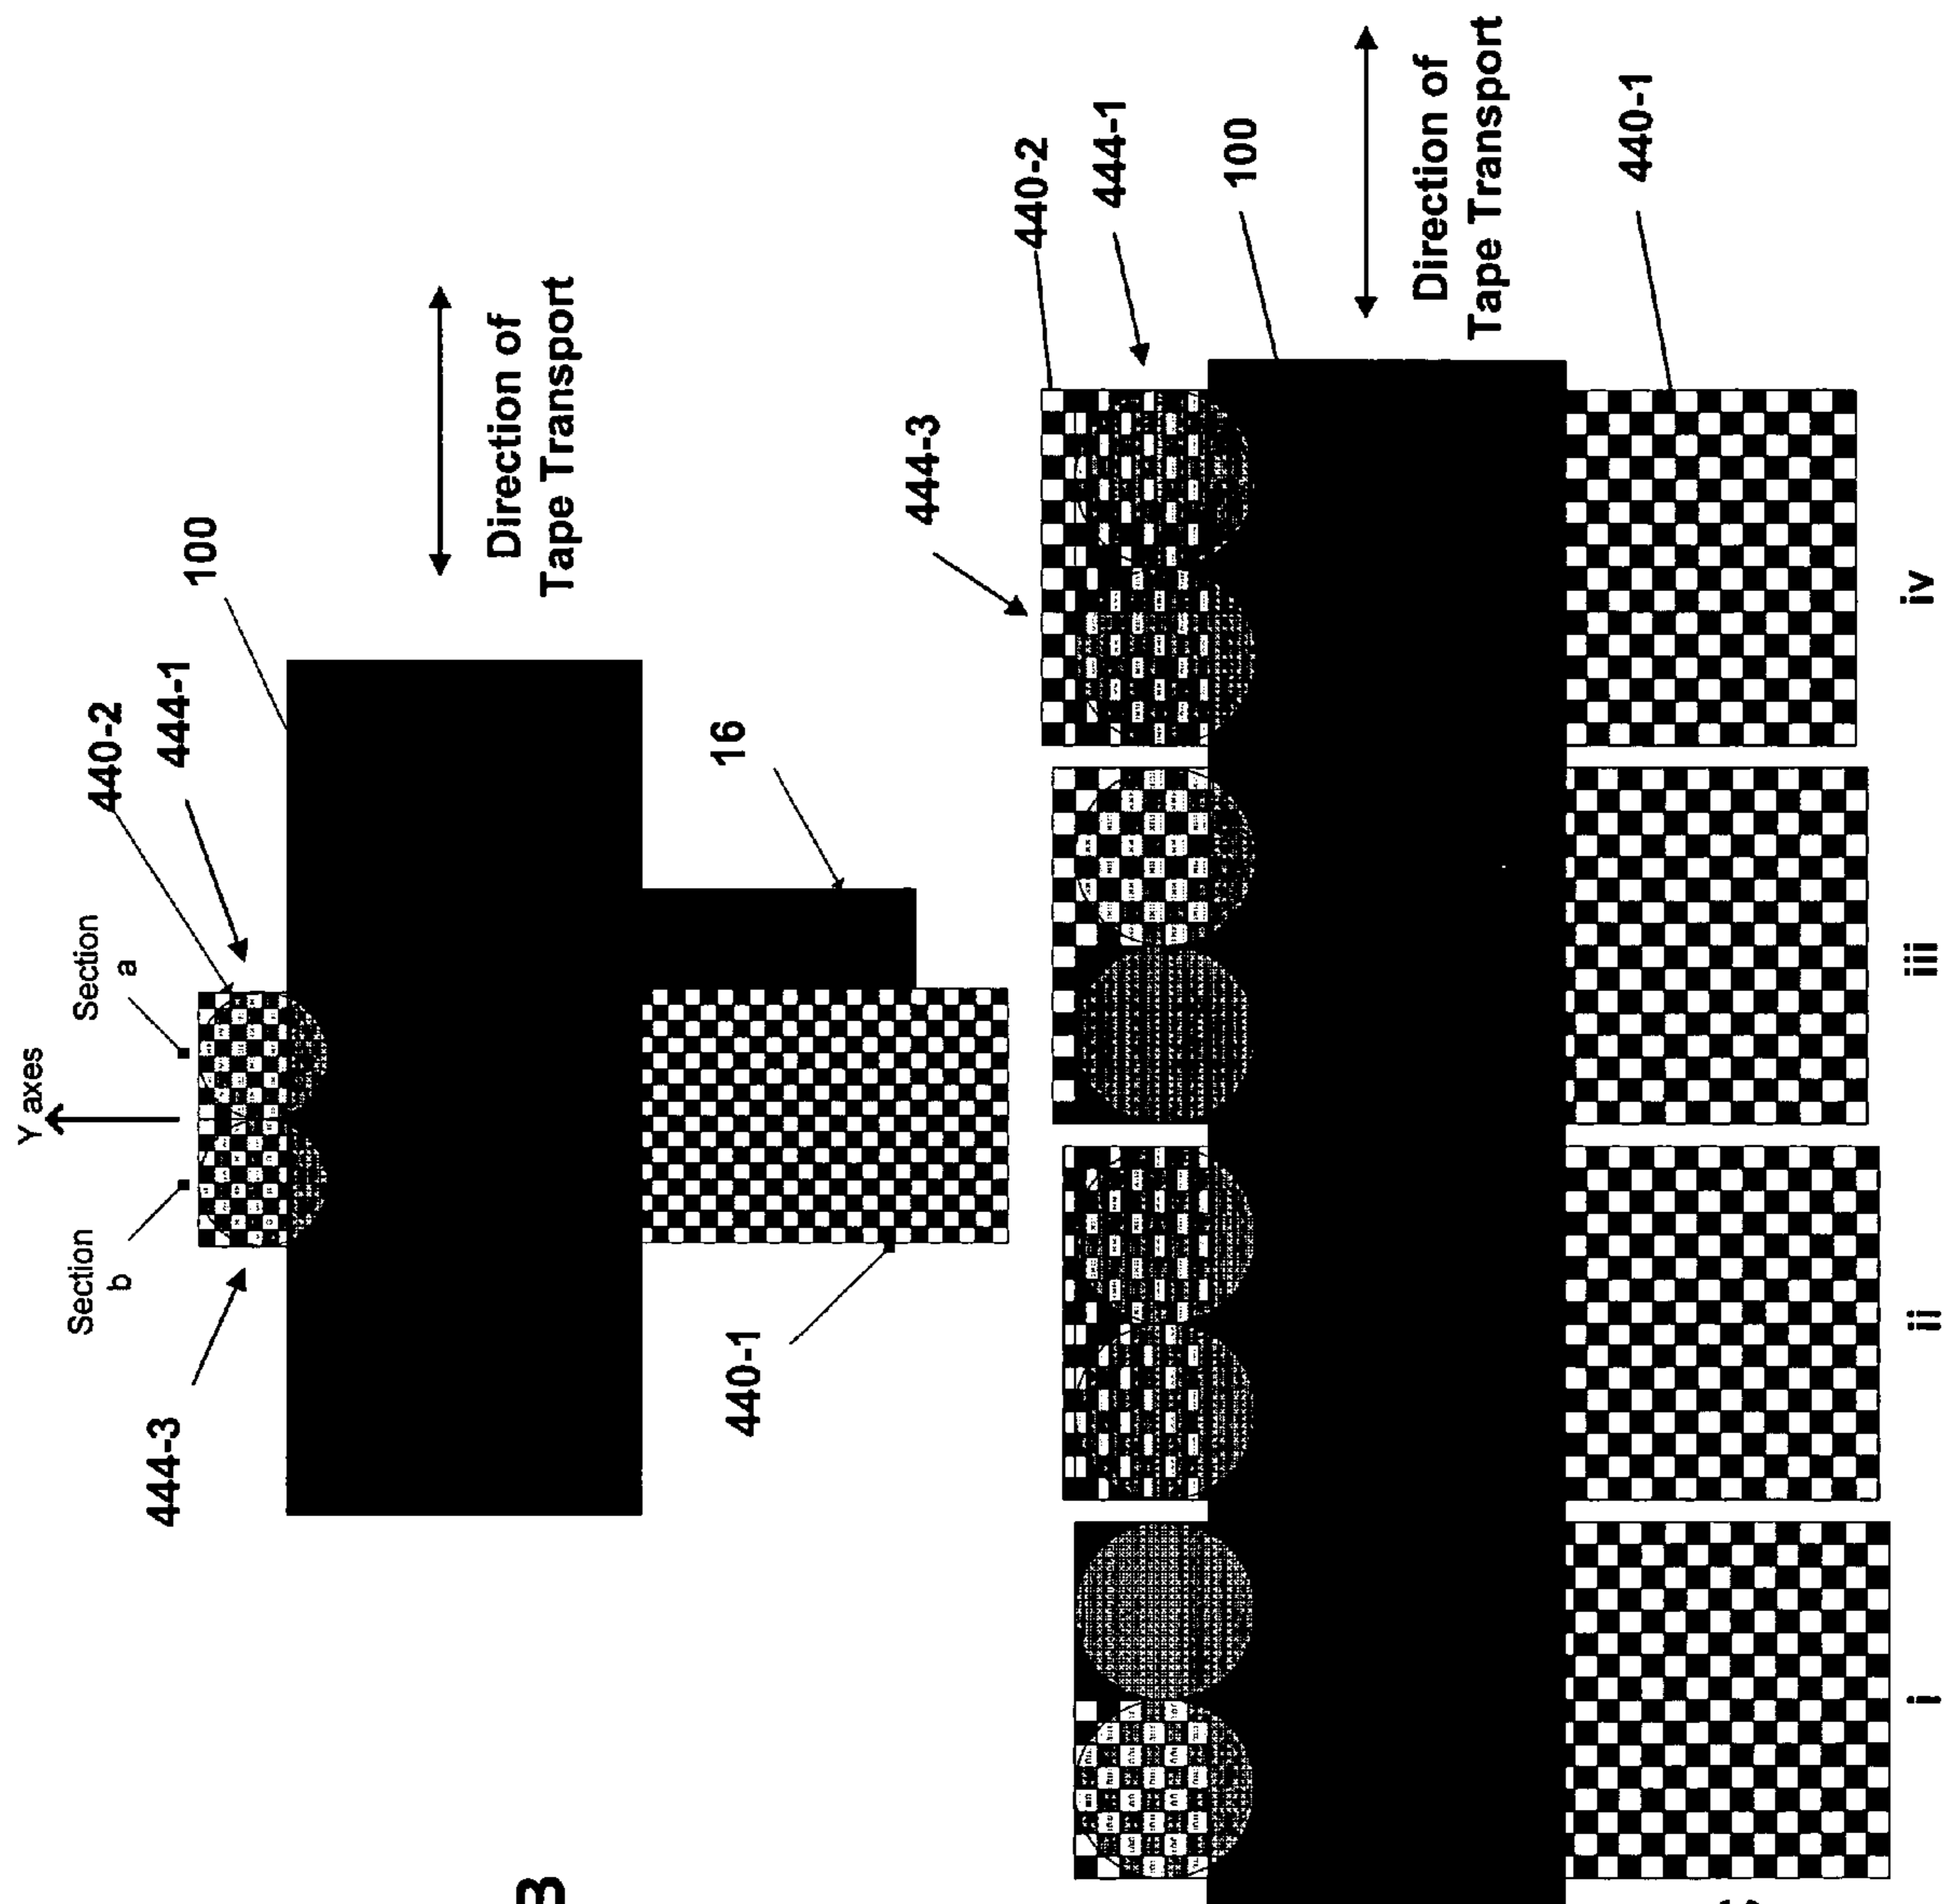 Y axes
Section
a
Section
b
440-2
444-1
444-3
100
16
440-1
Direction of
Tape Transport
444-3
440-2
444-1
100
Direction of
Tape Transport
440-1
i
ii
iii
iv